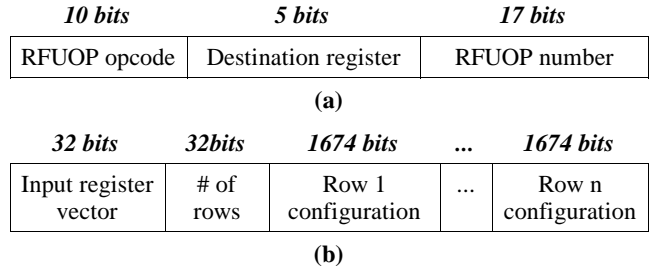 10 bits 5 bits 17 bits
RFUOP opcode Destination register RFUOP number
(a)
32 bits 32bits 1674 bits ... 1674 bits
Input register # of Row 1 ... Row n
vector rows configuration configuration
(b)